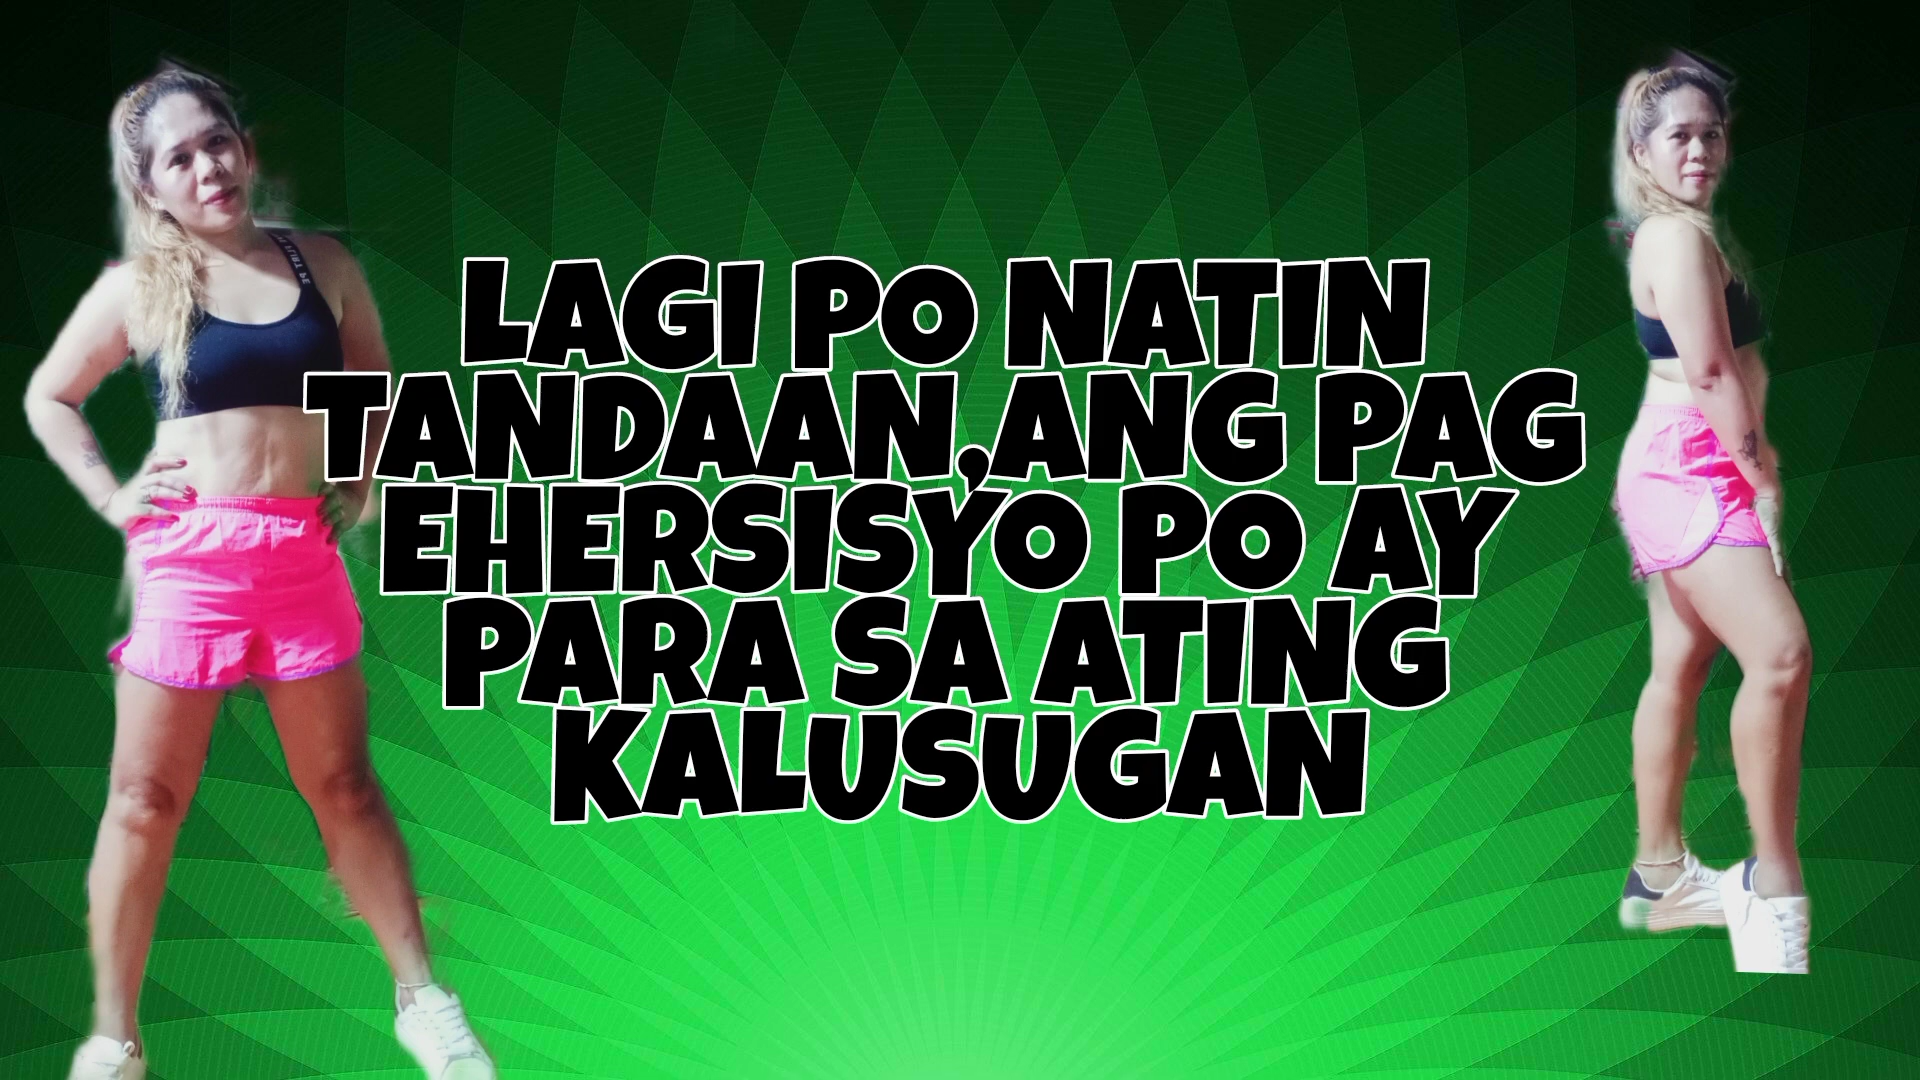 LAGI PO NATIN
TANDAAN,ANG PAG
EHERSISYO PO AY
PARA SA ATING
KALUSUGAN